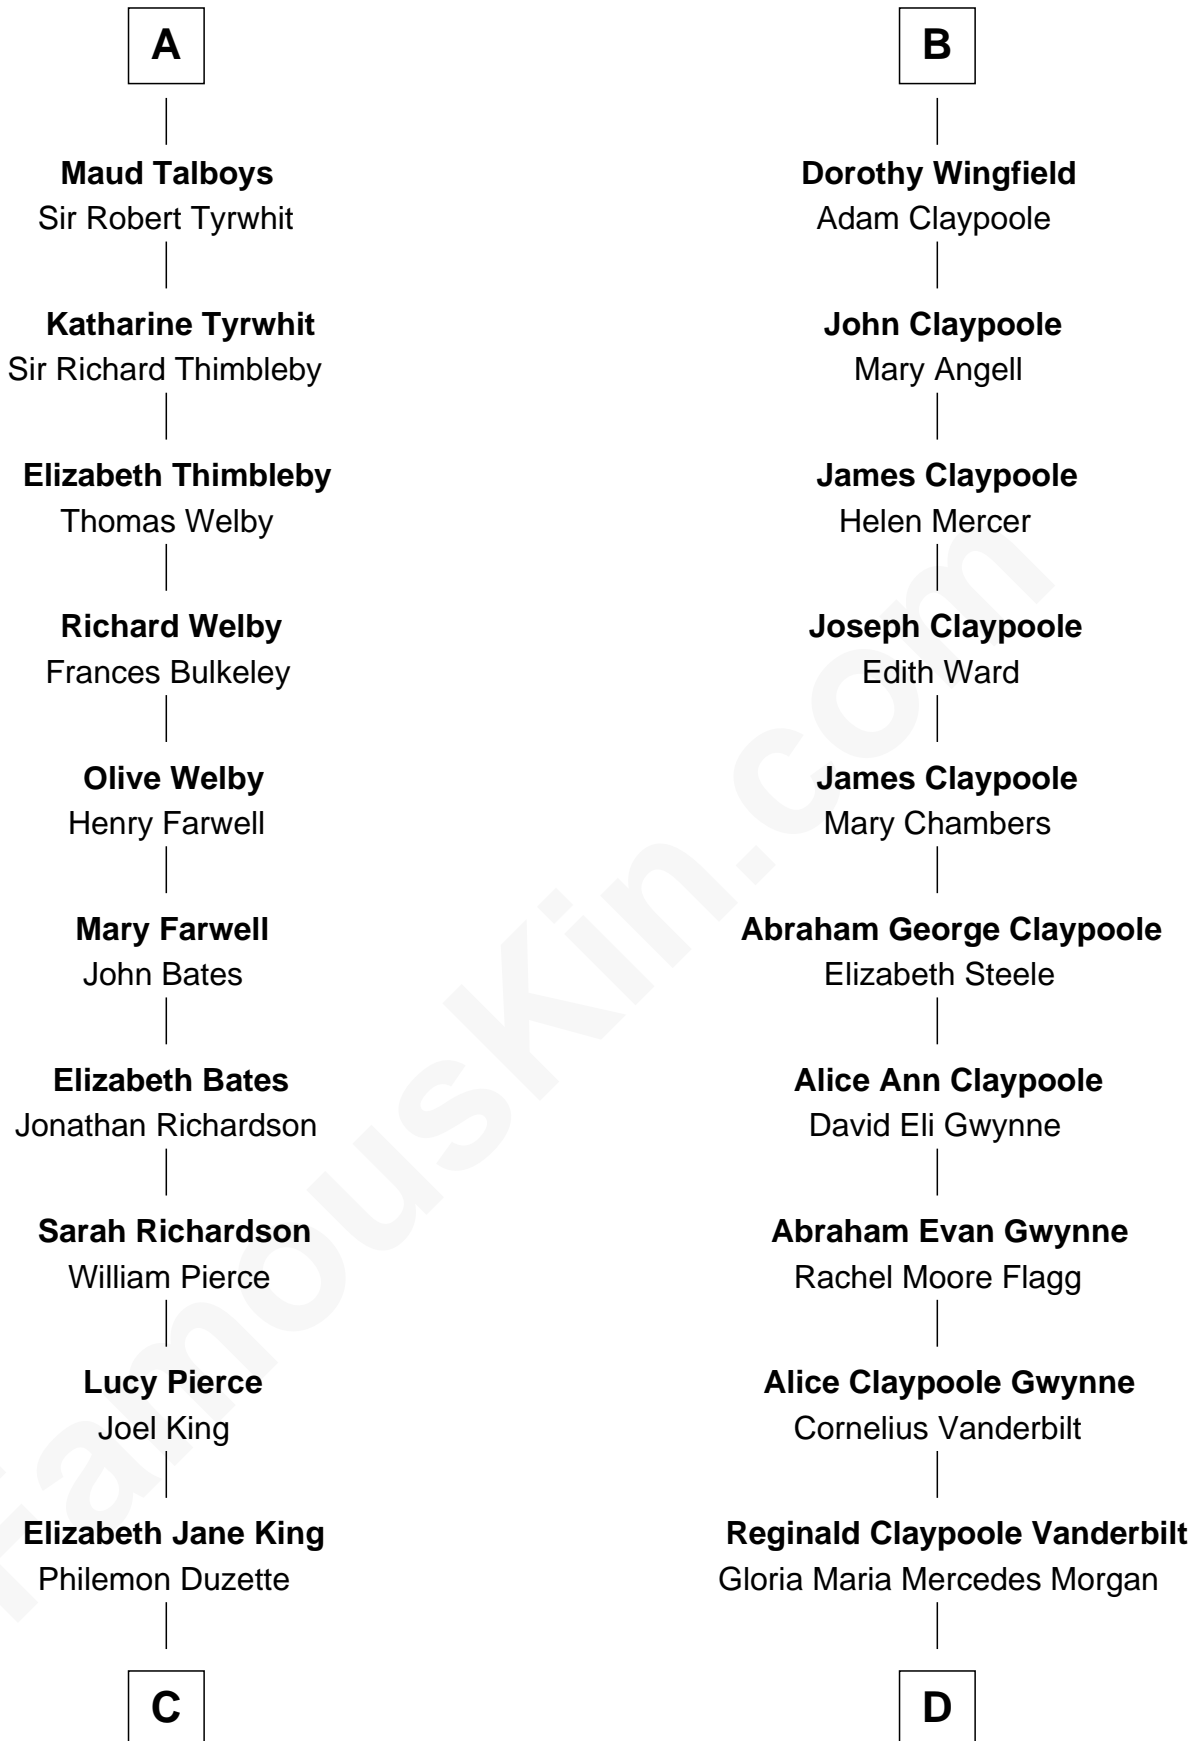 A
Maud Talboys
Sir Robert Tyrwhit
Katharine Tyrwhit
Sir Richard Thimbleby
Elizabeth Thimbleby
Thomas Welby
Richard Welby
Frances Bulkeley
Olive Welby
Henry Farwell
Mary Farwell
John Bates
Elizabeth Bates
Jonathan Richardson
Sarah Richardson
William Pierce
Lucy Pierce
Joel King
Elizabeth Jane King
Philemon Duzette
C
B
Dorothy Wingfield
Adam Claypoole
John Claypoole
Mary Angell
James Claypoole
Helen Mercer
Joseph Claypoole
Edith Ward
James Claypoole
Mary Chambers
Abraham George Claypoole
Elizabeth Steele
Alice Ann Claypoole
David Eli Gwynne
Abraham Evan Gwynne
Rachel Moore Flagg
Alice Claypoole Gwynne
Cornelius Vanderbilt
Reginald Claypoole Vanderbilt
Gloria Maria Mercedes Morgan
D
FamousKin.com